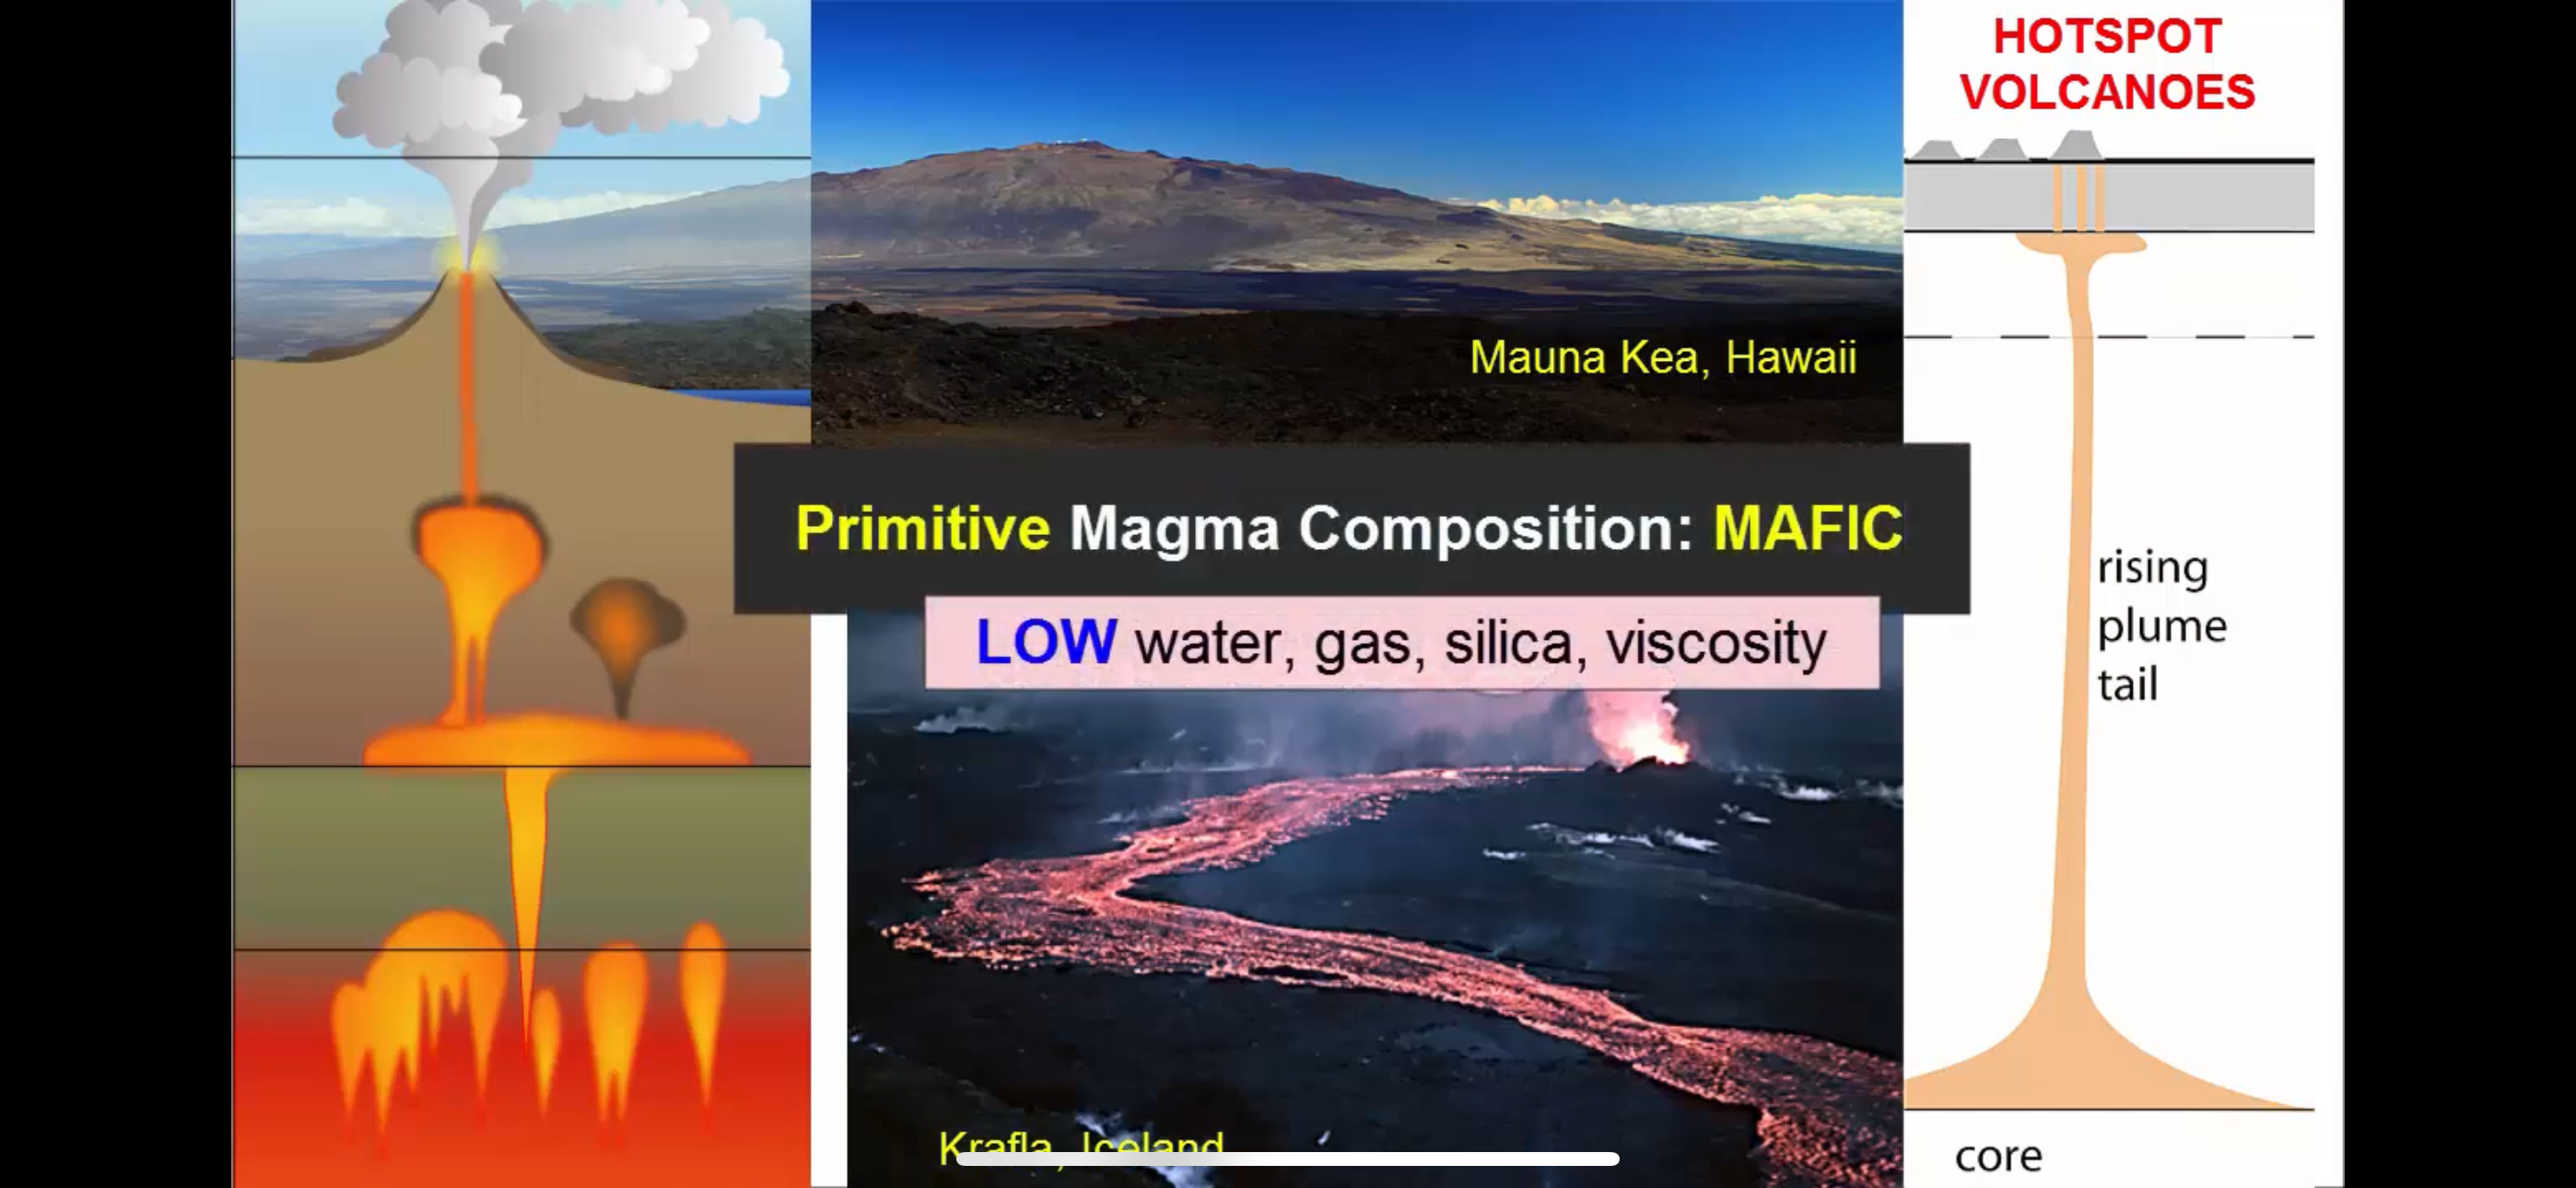 HOTSPOT
VOLCANOES
Mauna Kea, Hawaii
Primitive Magma Composition: MAFIC
LOW water, gas, silica, viscosity
rising
plume
tail
Krafla, Iceland
core